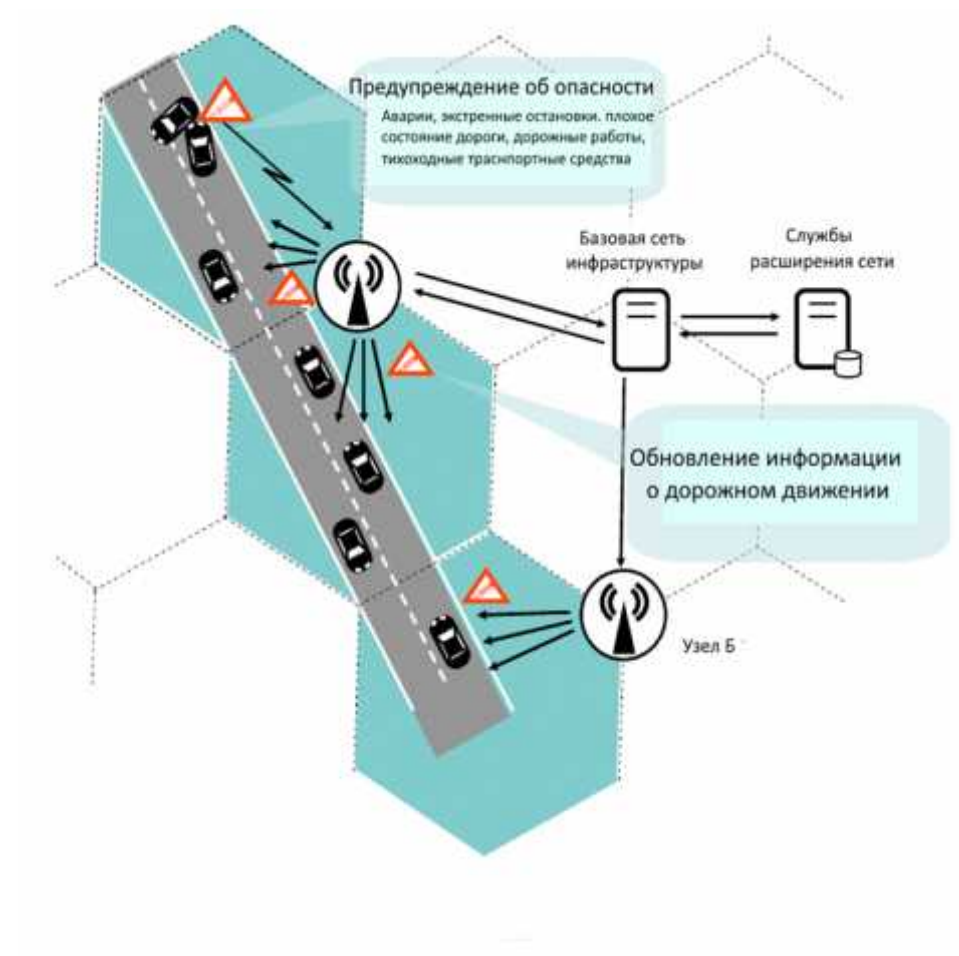 Предупреждение об опасности
Аварии, экстренные остановки. плохое
состояние дороги, дорожные работы,
тихоходные траснпортные средства
Базовая сеть
инфраструктуры
Службы
расширения сети
Обновление информации
о дорожном движении
Узел Б